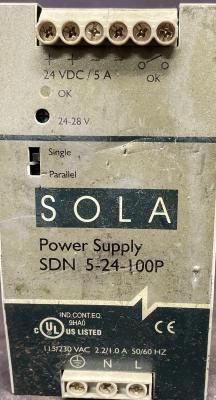 + + − − OK
24 VDC / 5 A
OK
24-28 V
Single
Parallel
SOLA
Power Supply
SDN 5-24-100P
IND.CONT.EQ.
9HA0
C UL US LISTED CE
115/230 VAC 2.2/1.0 A 50/60 HZ
N L